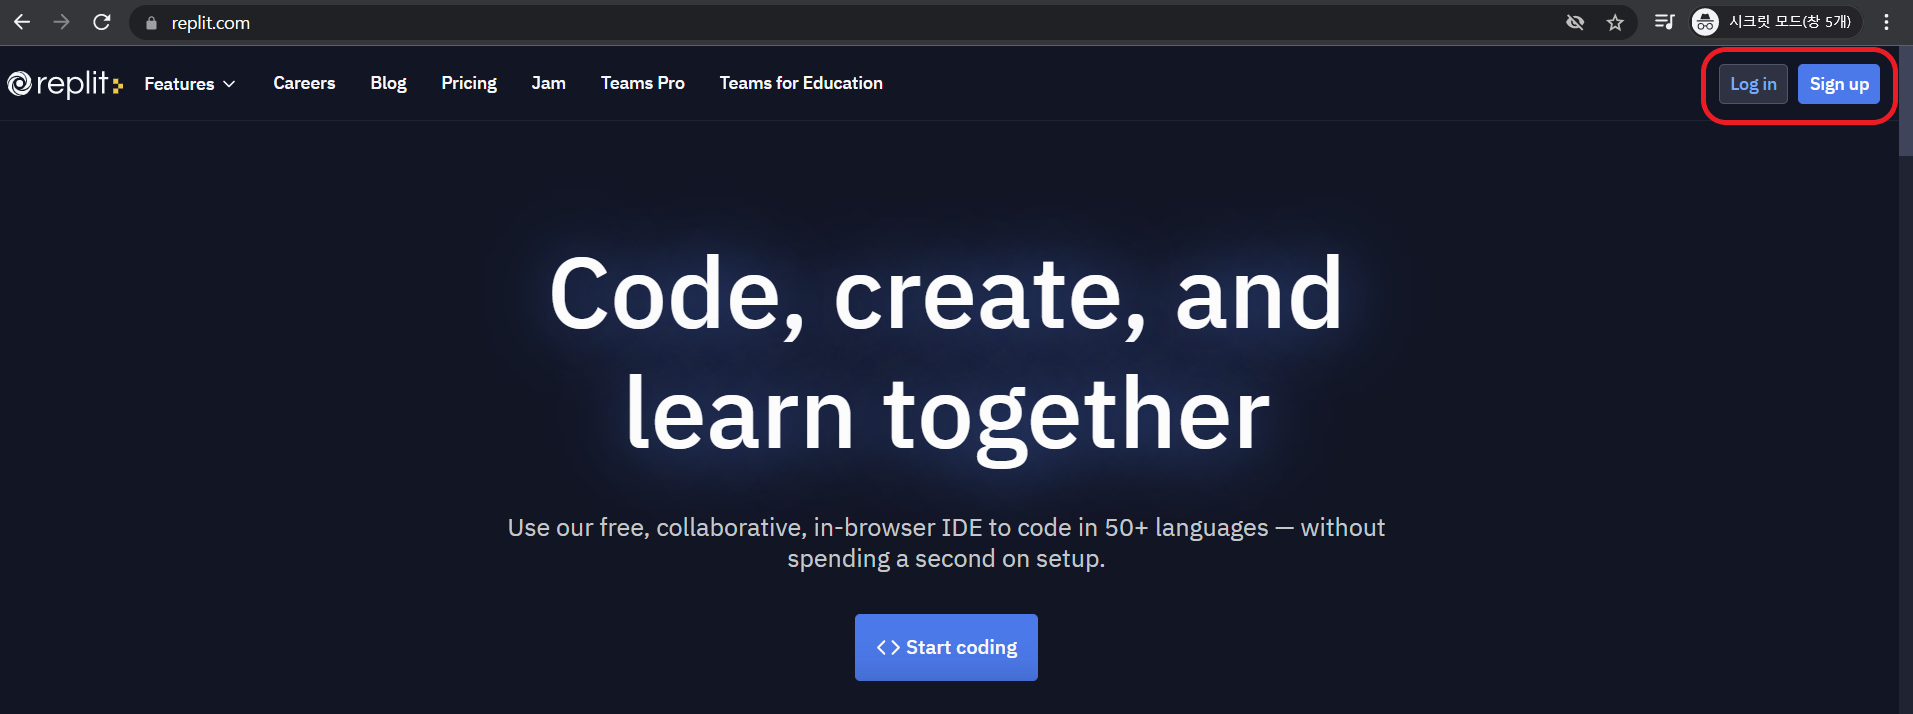 replit.com
시크릿 모드(창 5개)
replit
Features
Careers
Blog
Pricing
Jam
Teams Pro
Teams for Education
Log in
Sign up
Code, create, and
learn together
Use our free, collaborative, in-browser IDE to code in 50+ languages — without
spending a second on setup.
<> Start coding